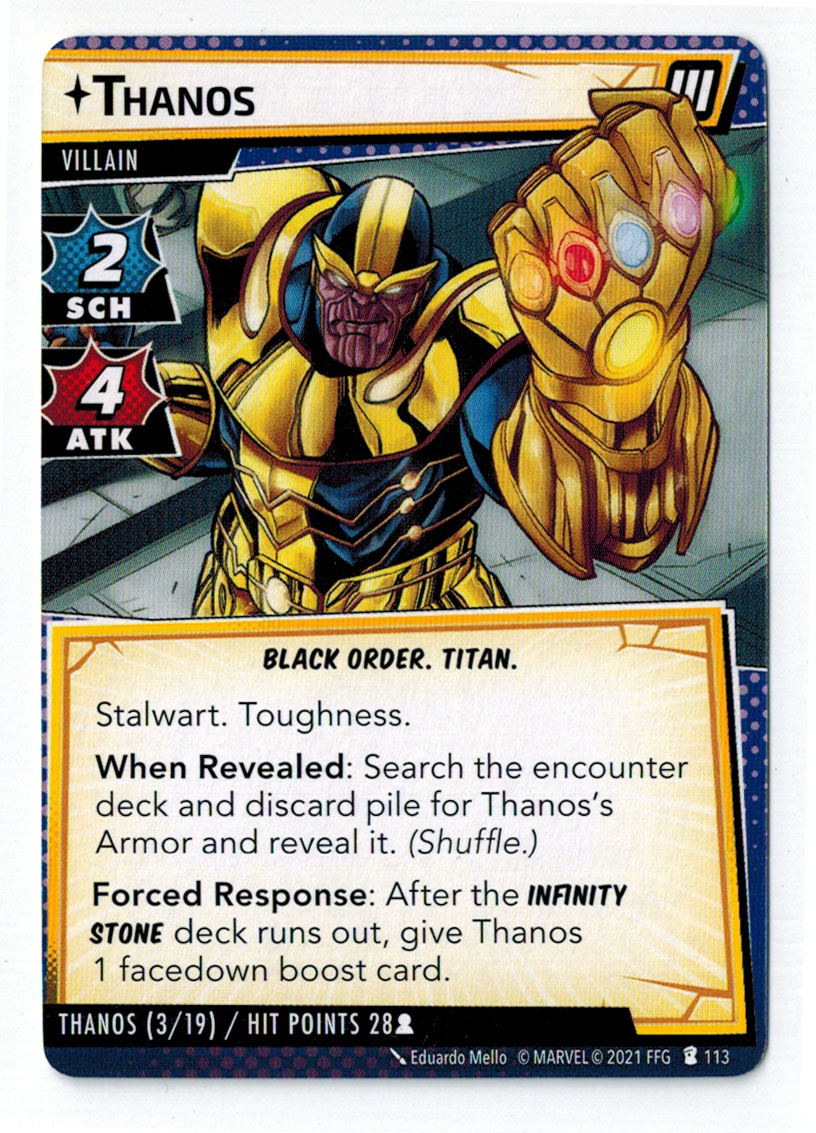 THANOS
III
VILLAIN
2
SCH
4
ATK
BLACK ORDER. TITAN.
Stalwart. Toughness.
When Revealed: Search the encounter
deck and discard pile for Thanos's
Armor and reveal it. (Shuffle.)
Forced Response: After the INFINITY
STONE deck runs out, give Thanos
1 facedown boost card.
THANOS (3/19) / HIT POINTS 28
Eduardo Mello © MARVEL © 2021 FFG 113